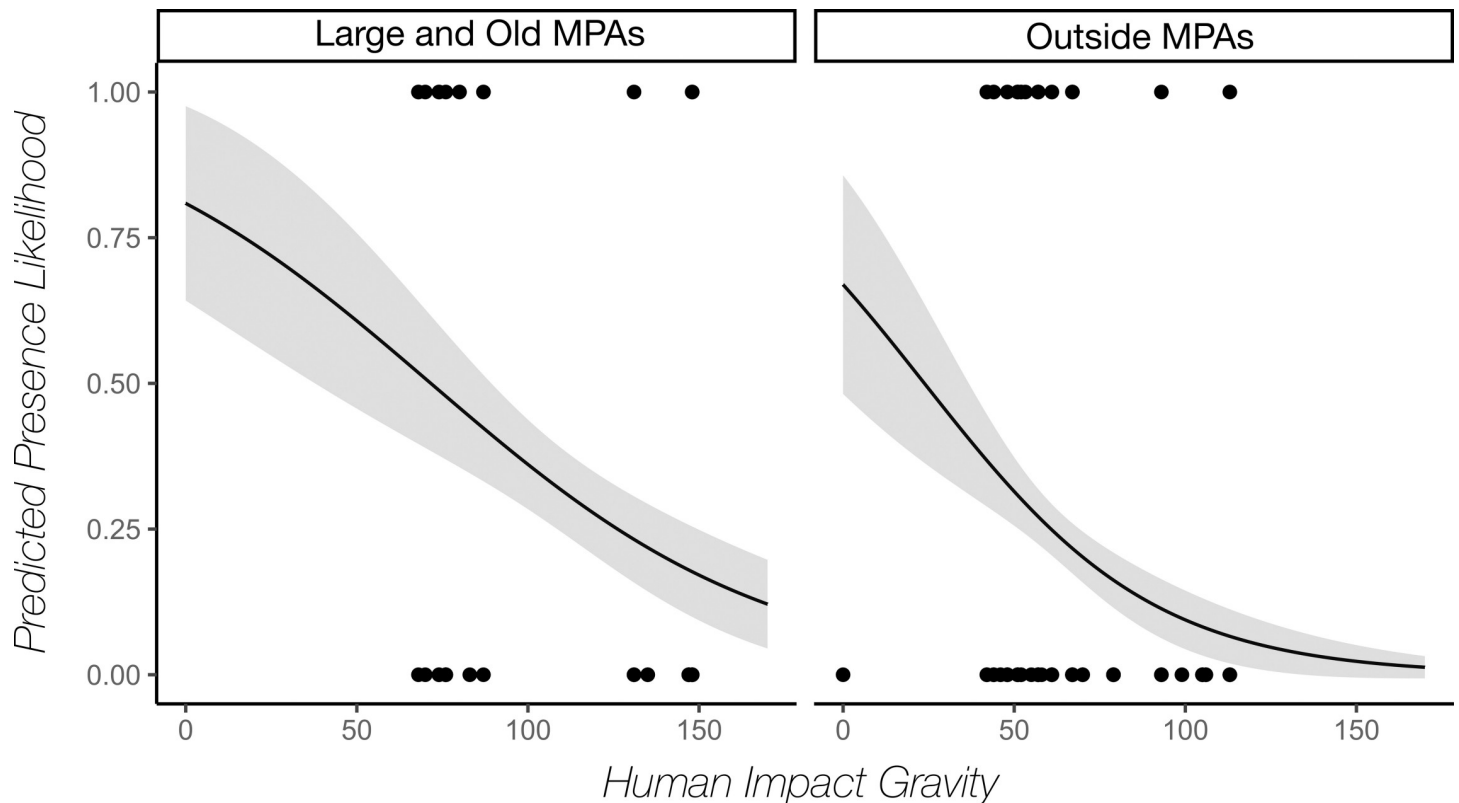 Large and Old MPAs
Outside MPAs
Predicted Presence Likelihood
1.00
0.75
0.50
0.25
0.00
0 50 100 150
0 50 100 150
Human Impact Gravity